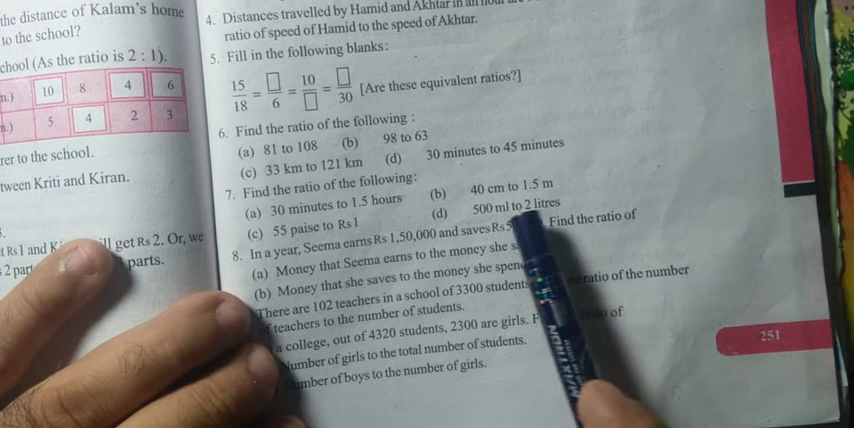 the distance of Kalam's home
to the school?
chool (As the ratio is 2 : 1).
10 8 4 6
5 4 2 3
rer to the school.
tween Kriti and Kiran.
Rs 1 and ll get Rs 2. Or, we
2 part parts.
4. Distances travelled by Hamid and Akhtar in an hour are
ratio of speed of Hamid to the speed of Akhtar.
5. Fill in the following blanks:
15/18 = □/6 = 10/□ = □/30 [Are these equivalent ratios?]
6. Find the ratio of the following :
(a) 81 to 108 (b) 98 to 63
(c) 33 km to 121 km (d) 30 minutes to 45 minutes
7. Find the ratio of the following:
(a) 30 minutes to 1.5 hours (b) 40 cm to 1.5 m
(c) 55 paise to Rs 1 (d) 500 ml to 2 litres
8. In a year, Seema earns Rs 1,50,000 and saves Rs 5 Find the ratio of
(a) Money that Seema earns to the money she s
(b) Money that she saves to the money she spen
There are 102 teachers in a school of 3300 students ratio of the number
of teachers to the number of students.
a college, out of 4320 students, 2300 are girls. F of
Number of girls to the total number of students.
Number of boys to the number of girls.
251